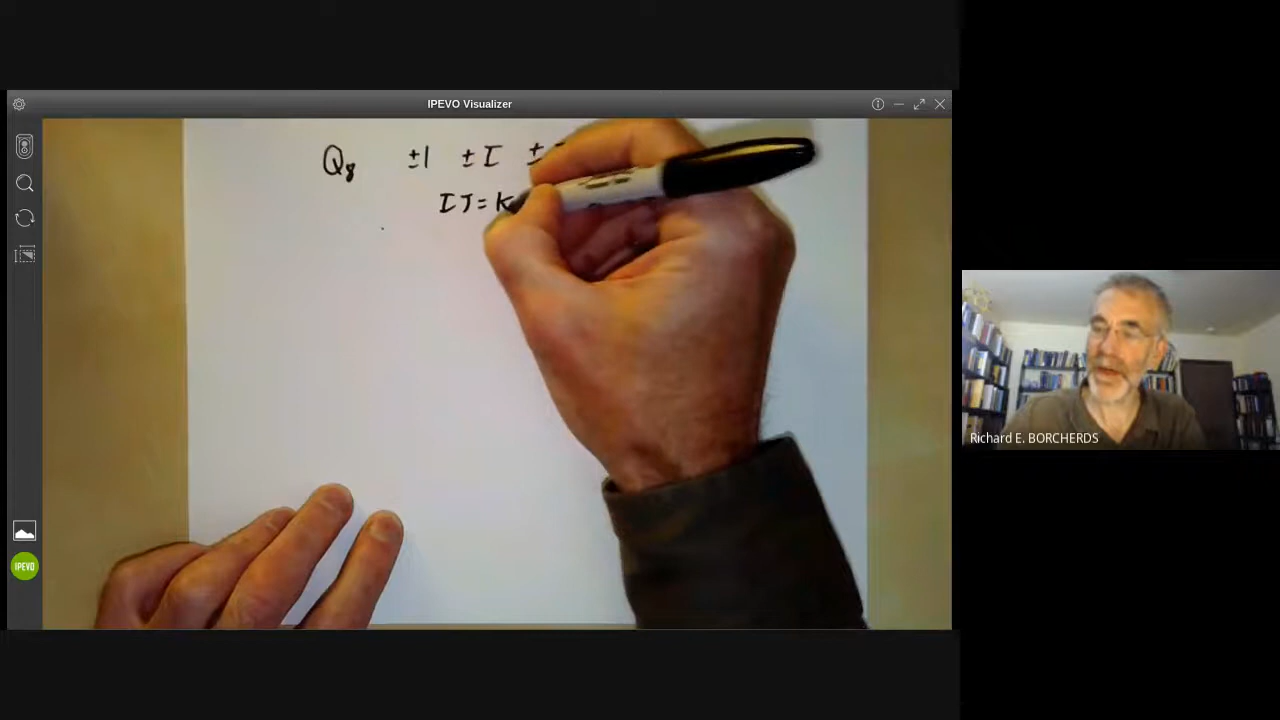 IPEVO Visualizer
Q₈ ±1 ±I ±
IJ=K
IPEVO
Richard E. BORCHERDS